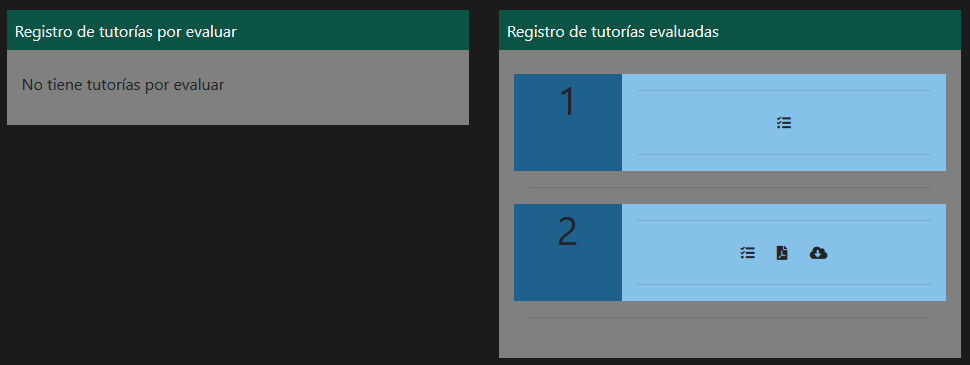 Registro de tutorías por evaluar
No tiene tutorías por evaluar
Registro de tutorías evaluadas
1
2